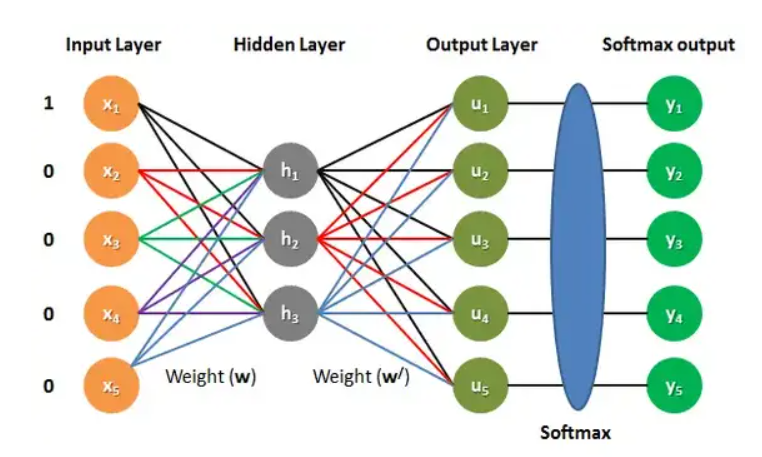 Input Layer Hidden Layer Output Layer Softmax output
1 x₁ u₁ y₁
0 x₂ h₁ u₂ y₂
0 x₃ h₂ u₃ y₃
0 x₄ h₃ u₄ y₄
0 x₅ u₅ y₅
Weight (w) Weight (w/)
Softmax